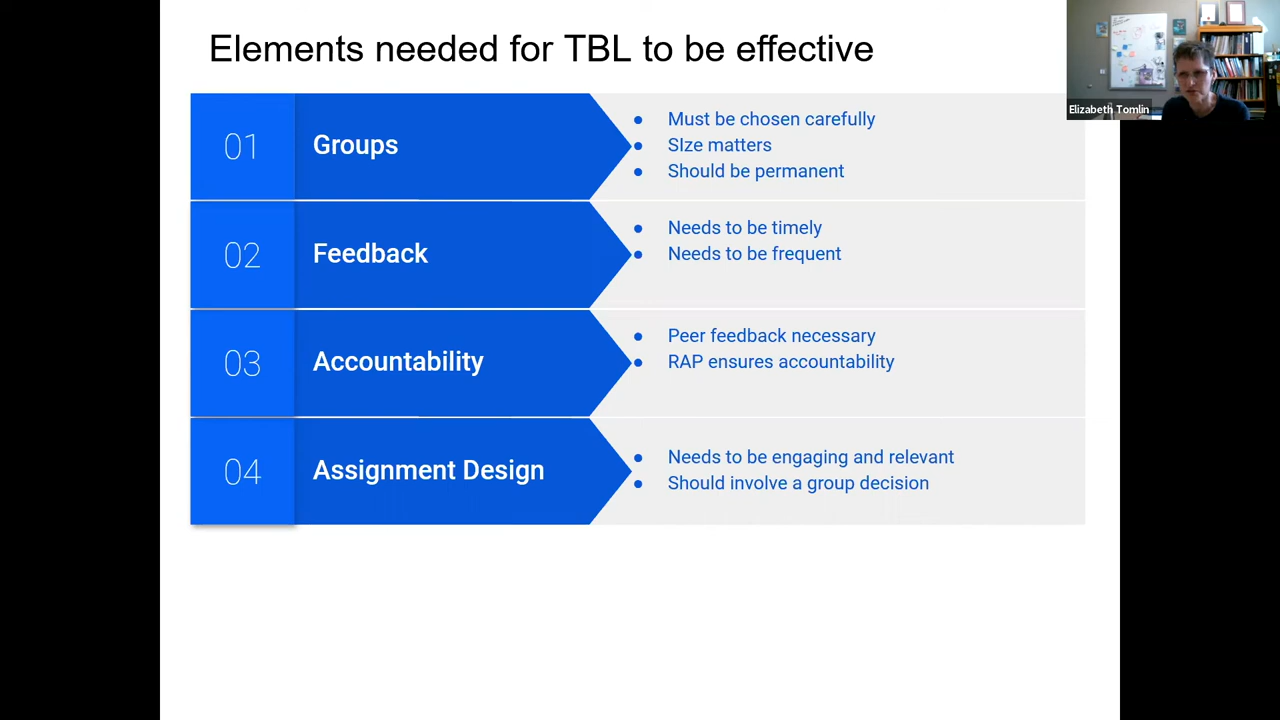 Elements needed for TBL to be effective
Elizabeth Tomlin
01
Groups
● Must be chosen carefully
● SIze matters
● Should be permanent
02
Feedback
● Needs to be timely
● Needs to be frequent
03
Accountability
● Peer feedback necessary
● RAP ensures accountability
04
Assignment Design
● Needs to be engaging and relevant
● Should involve a group decision